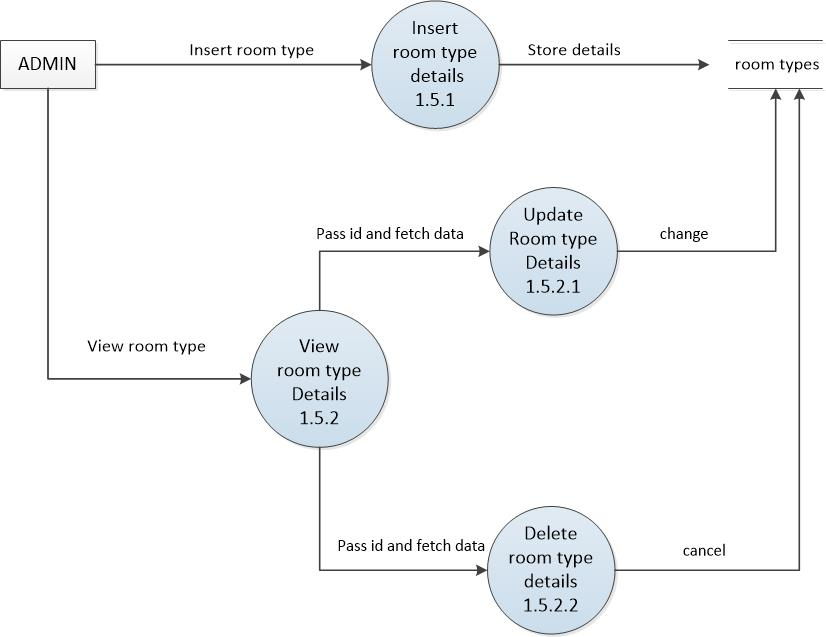 Insert
room type
details
1.5.1
ADMIN
Insert room type
Store details
room types
Update
Room type
Details
1.5.2.1
Pass id and fetch data
change
View
room type
Details
1.5.2
View room type
Delete
room type
details
1.5.2.2
Pass id and fetch data
cancel